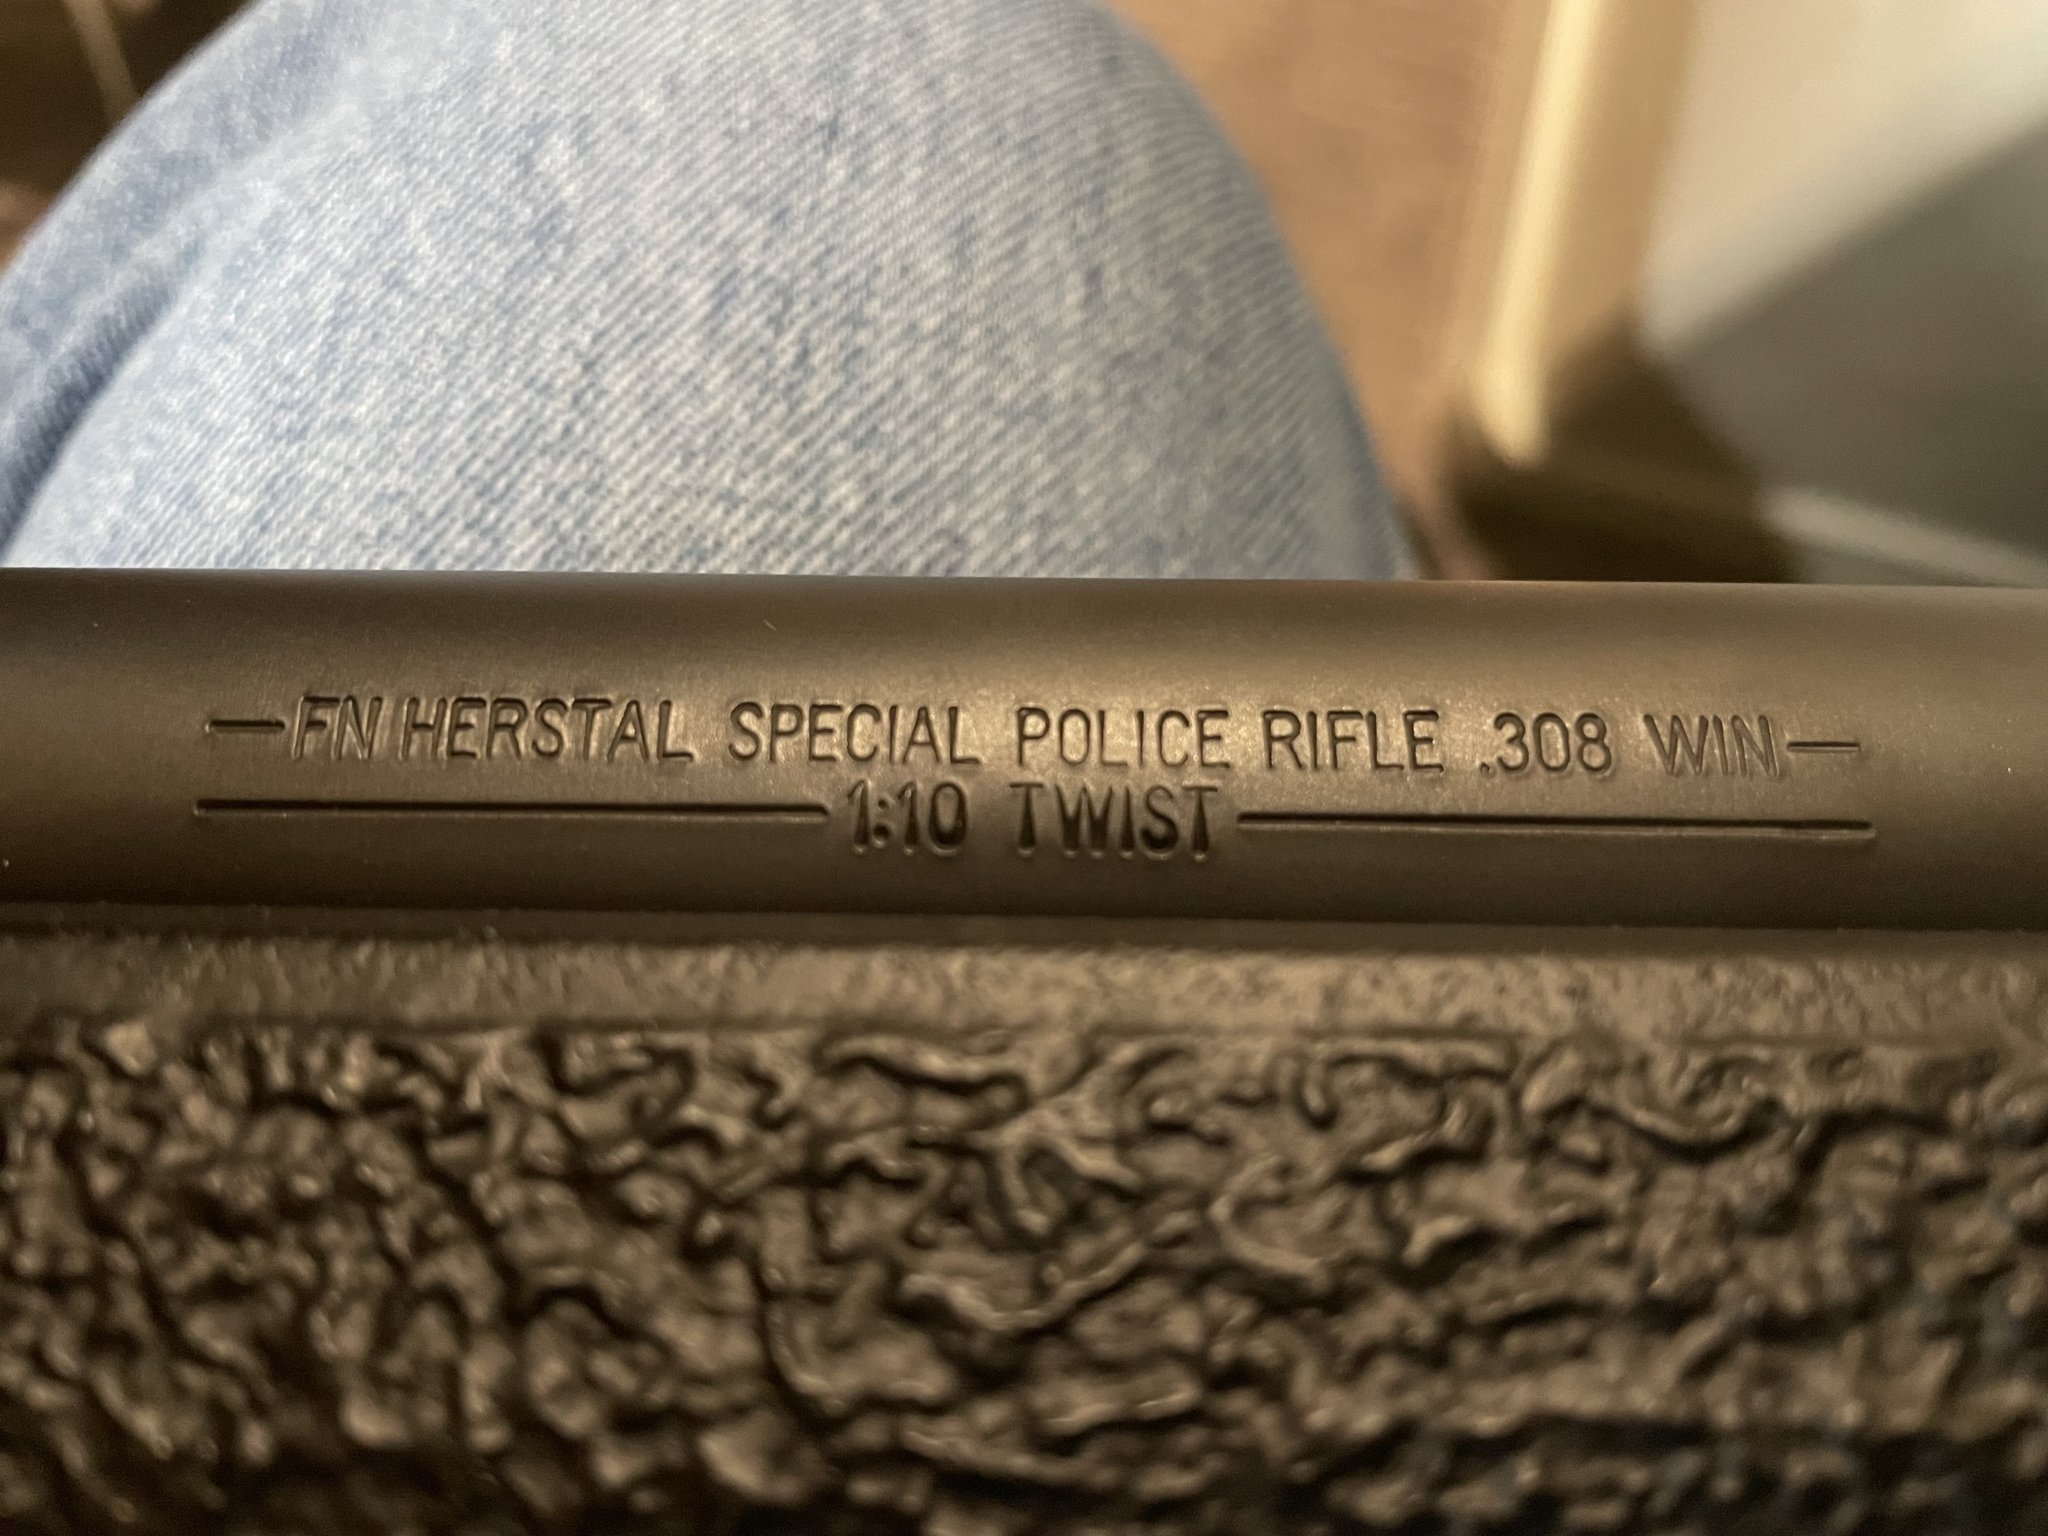 —FN HERSTAL SPECIAL POLICE RIFLE .308 WIN—
—1:10 TWIST—